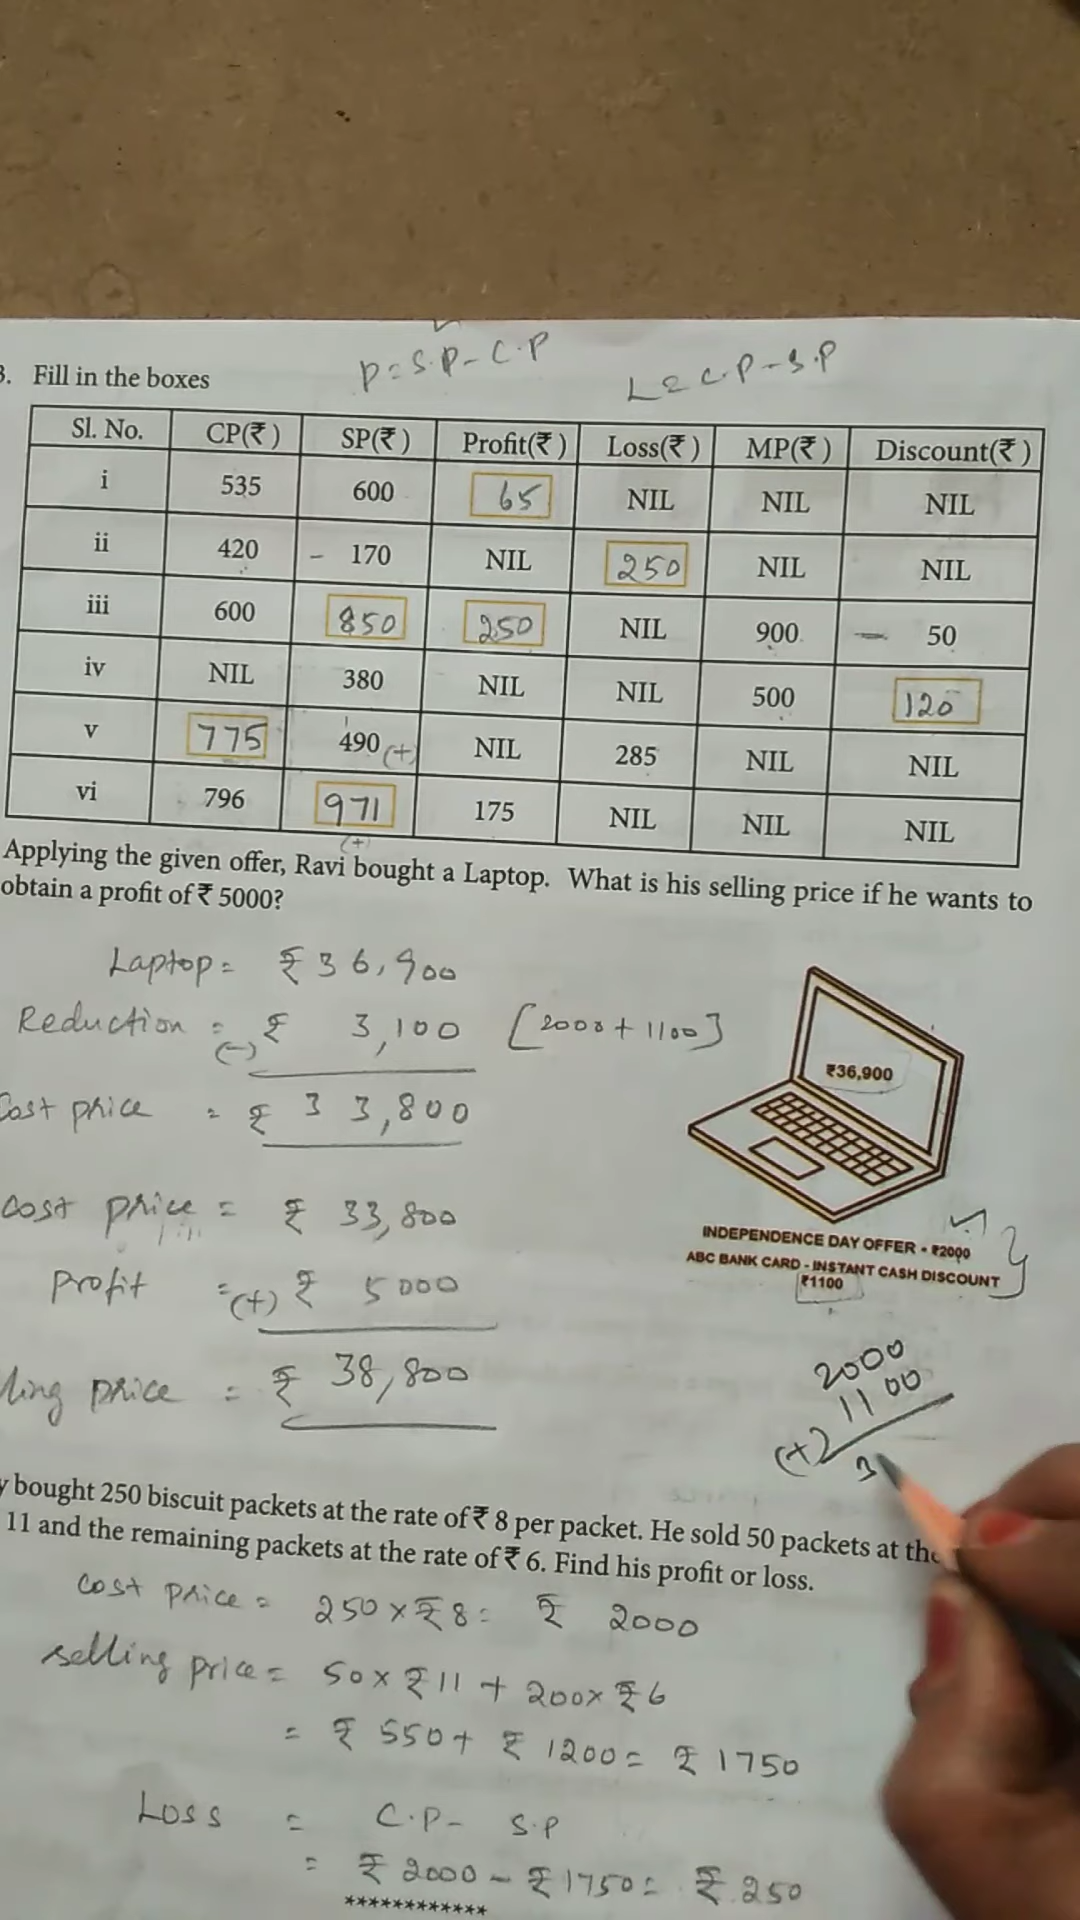 P=S.P-C.P
L=C.P-S.P
3. Fill in the boxes
Sl. No. CP(₹) SP(₹) Profit(₹) Loss(₹) MP(₹) Discount(₹)
i 535 600 65 NIL NIL NIL
ii 420 - 170 NIL 250 NIL NIL
iii 600 850 250 NIL 900 - 50
iv NIL 380 NIL NIL 500 120
v 775 490 (+) NIL 285 NIL NIL
vi 796 971 175 NIL NIL NIL
(+)
Applying the given offer, Ravi bought a Laptop. What is his selling price if he wants to
obtain a profit of ₹ 5000?
Laptop = ₹ 36,900
Reduction = (-) ₹ 3,100 [2000+1100]
Cost price = ₹ 33,800
Cost price = ₹ 33,800
Profit = (+) ₹ 5000
ling price = ₹ 38,800
₹36,900
INDEPENDENCE DAY OFFER - ₹2000
ABC BANK CARD - INSTANT CASH DISCOUNT
₹1100
2000
1100
(+)
3
y bought 250 biscuit packets at the rate of ₹ 8 per packet. He sold 50 packets at the
11 and the remaining packets at the rate of ₹ 6. Find his profit or loss.
Cost price = 250×₹8= ₹ 2000
Selling price = 50×₹11 + 200×₹6
= ₹ 550+ ₹ 1200= ₹ 1750
Loss = C.P- S.P
= ₹ 2000 - ₹1750= ₹ 250
************